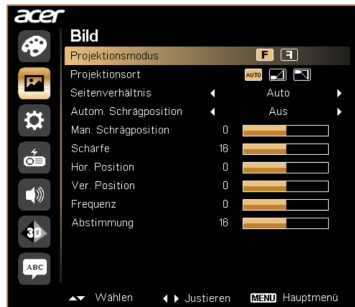 acer
Bild
Projektionsmodus F F
Projektionsort AUTO
Seitenverhältnis Auto
Autom. Schrägposition Aus
Man. Schrägposition 0
Schärfe 16
Hor. Position 0
Ver. Position 0
Frequenz 0
Abstimmung 16
3D
ABC
Wählen Justieren MENU Hauptmenü